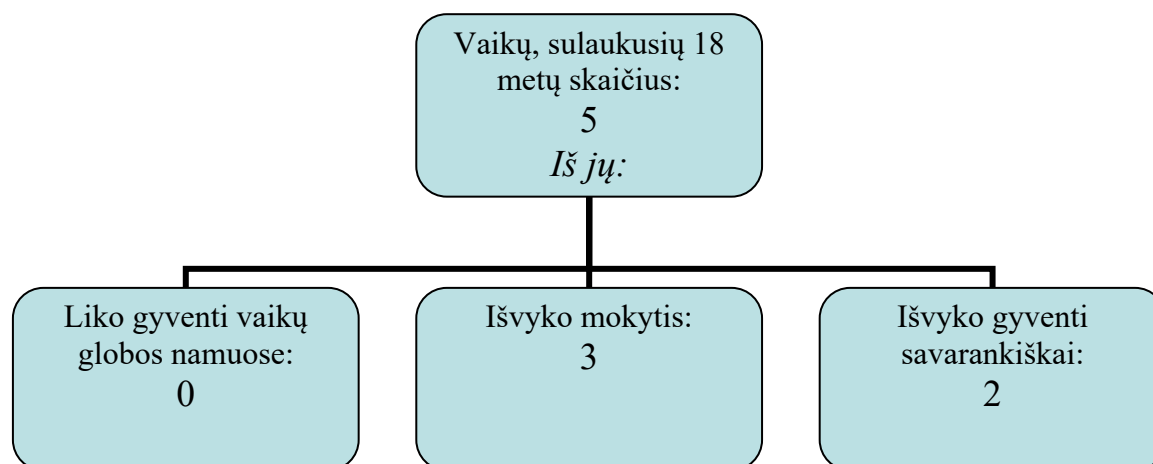 Vaikų, sulaukusių 18
metų skaičius:
5
Iš jų:
Liko gyventi vaikų
globos namuose:
0
Išvyko mokytis:
3
Išvyko gyventi
savarankiškai:
2